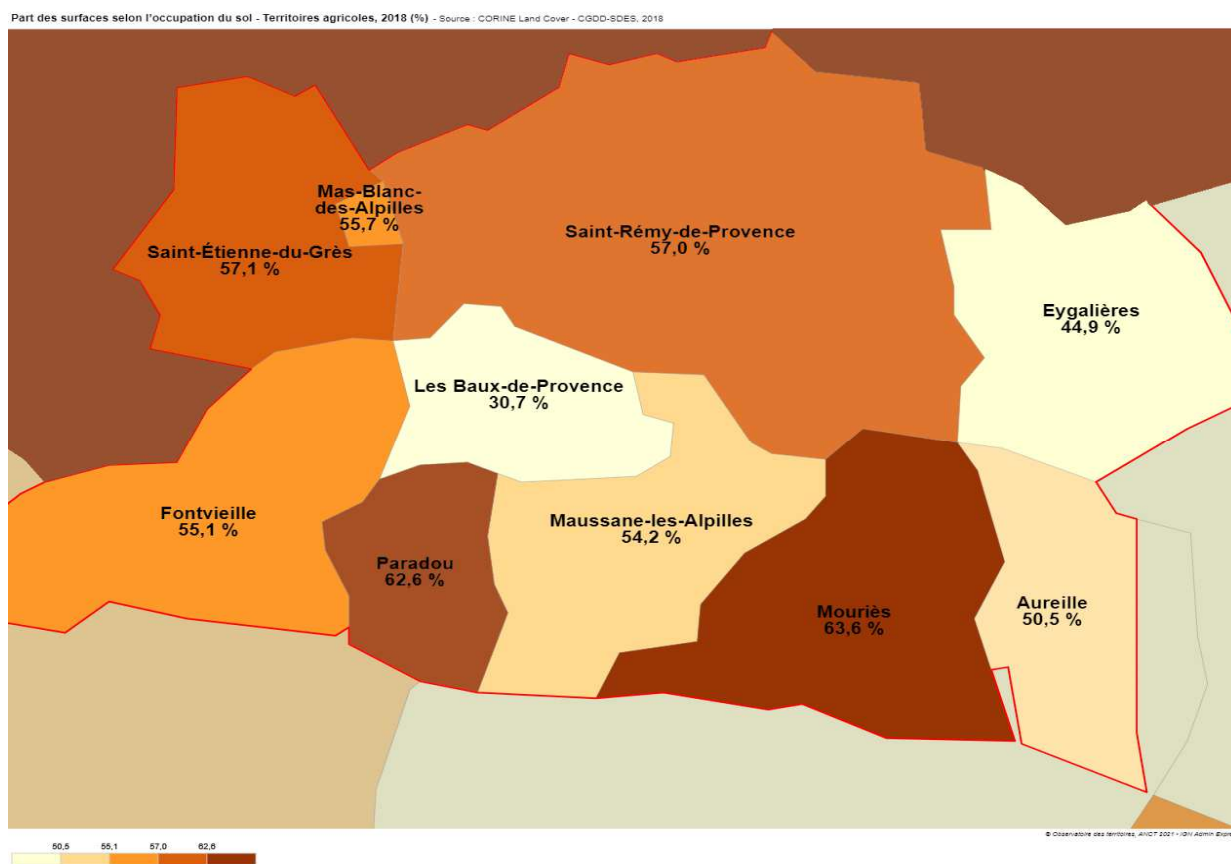 Part des surfaces selon l'occupation du sol - Territoires agricoles, 2018 (%) - Source : CORINE Land Cover - CGDD-SDES, 2018
Mas-Blanc-
des-Alpilles
55,7 %
Saint-Étienne-du-Grès
57,1 %
Saint-Rémy-de-Provence
57,0 %
Eygalières
44,9 %
Les Baux-de-Provence
30,7 %
Fontvieille
55,1 %
Maussane-les-Alpilles
54,2 %
Paradou
62,6 %
Mouriès
63,6 %
Aureille
50,5 %
© Observatoire des territoires, ANCT 2021 - IGN Admin Expre
50,5 55,1 57,0 62,6